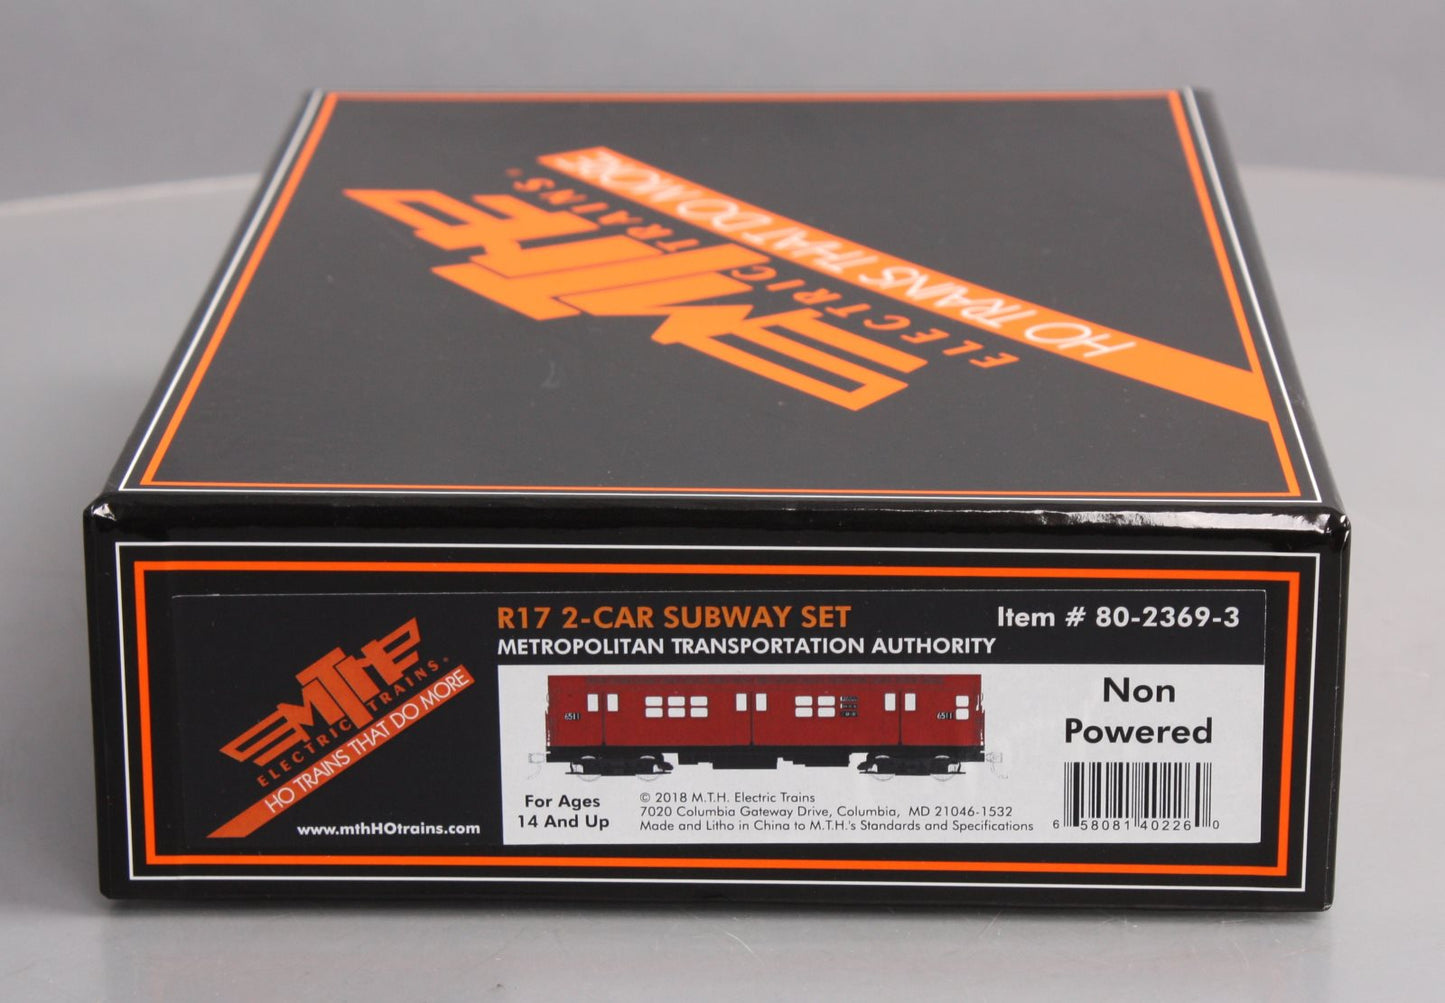 MTH
ELECTRIC TRAINS®
HO TRAINS THAT DO MORE
R17 2-CAR SUBWAY SET
Item # 80-2369-3
METROPOLITAN TRANSPORTATION AUTHORITY
MTH
ELECTRIC TRAINS®
HO TRAINS THAT DO MORE
www.mthHOtrains.com
6511
6511
Non
Powered
For Ages
14 And Up
© 2018 M.T.H. Electric Trains
7020 Columbia Gateway Drive, Columbia, MD 21046-1532
Made and Litho in China to M.T.H.'s Standards and Specifications
6 58081 40226 0